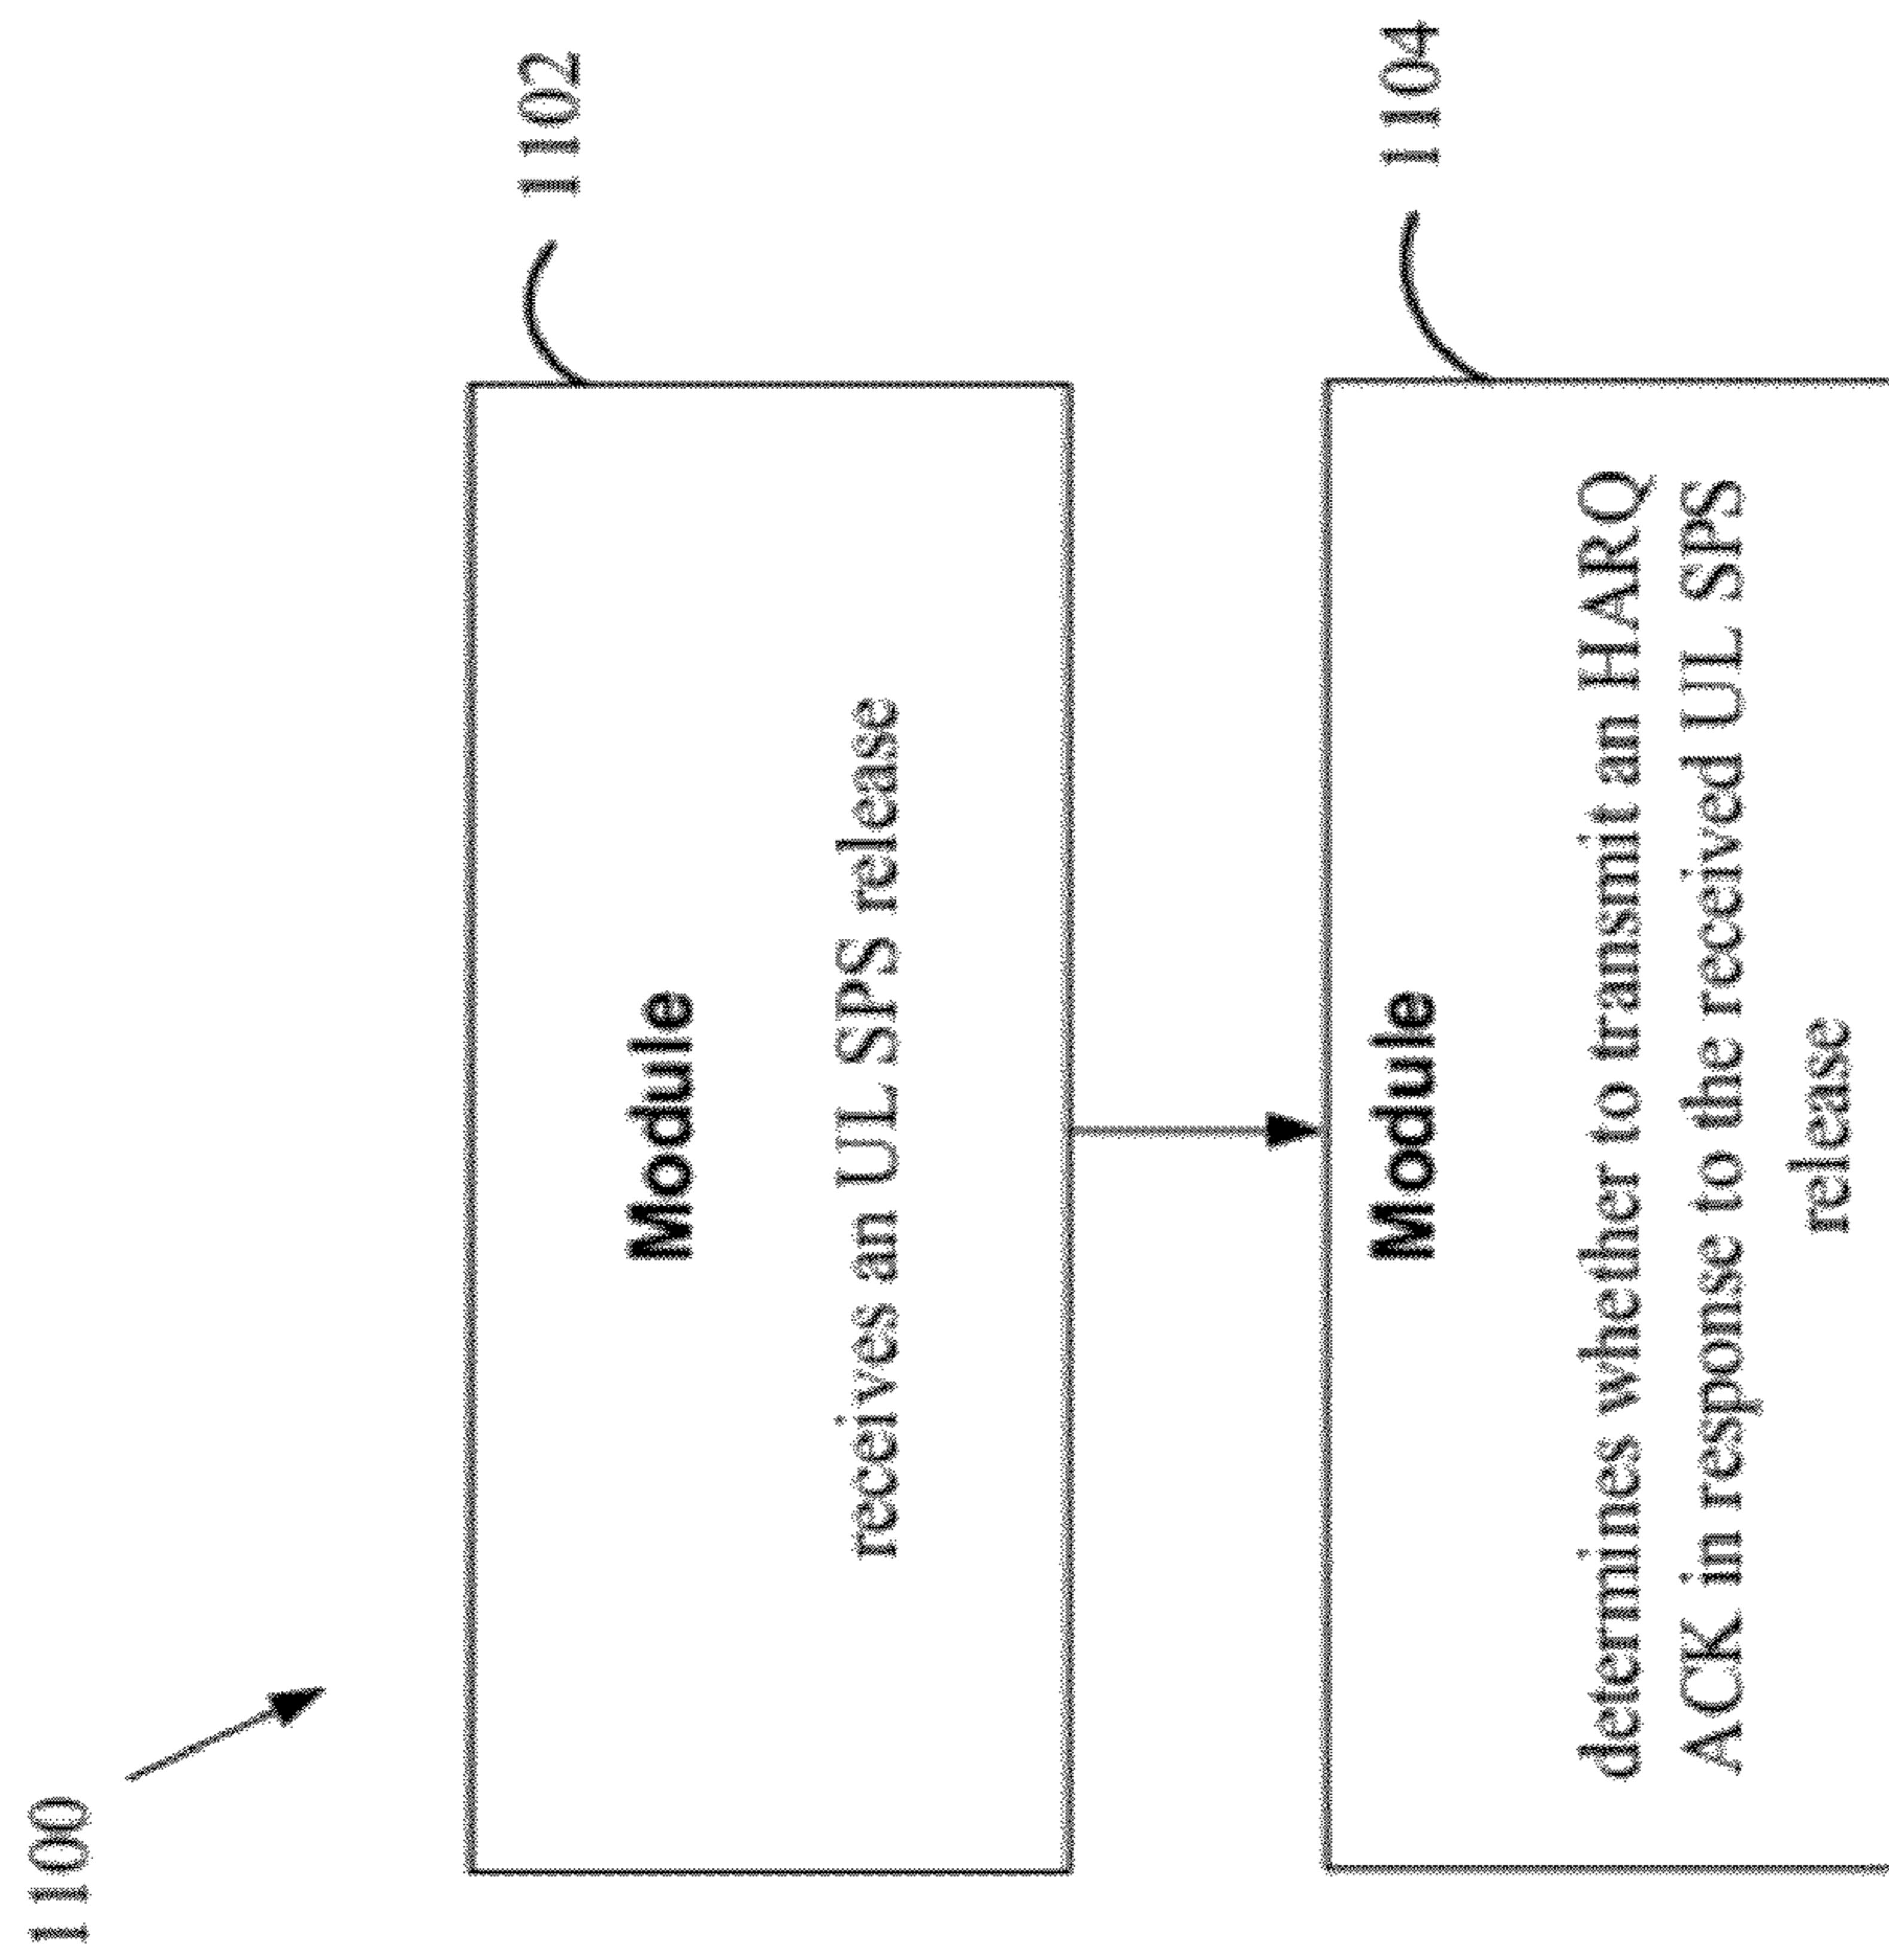 1100
1102
Module
receives an UL SPS release
1104
Module
determines whether to transmit an HARQ
ACK in response to the received UL SPS
release